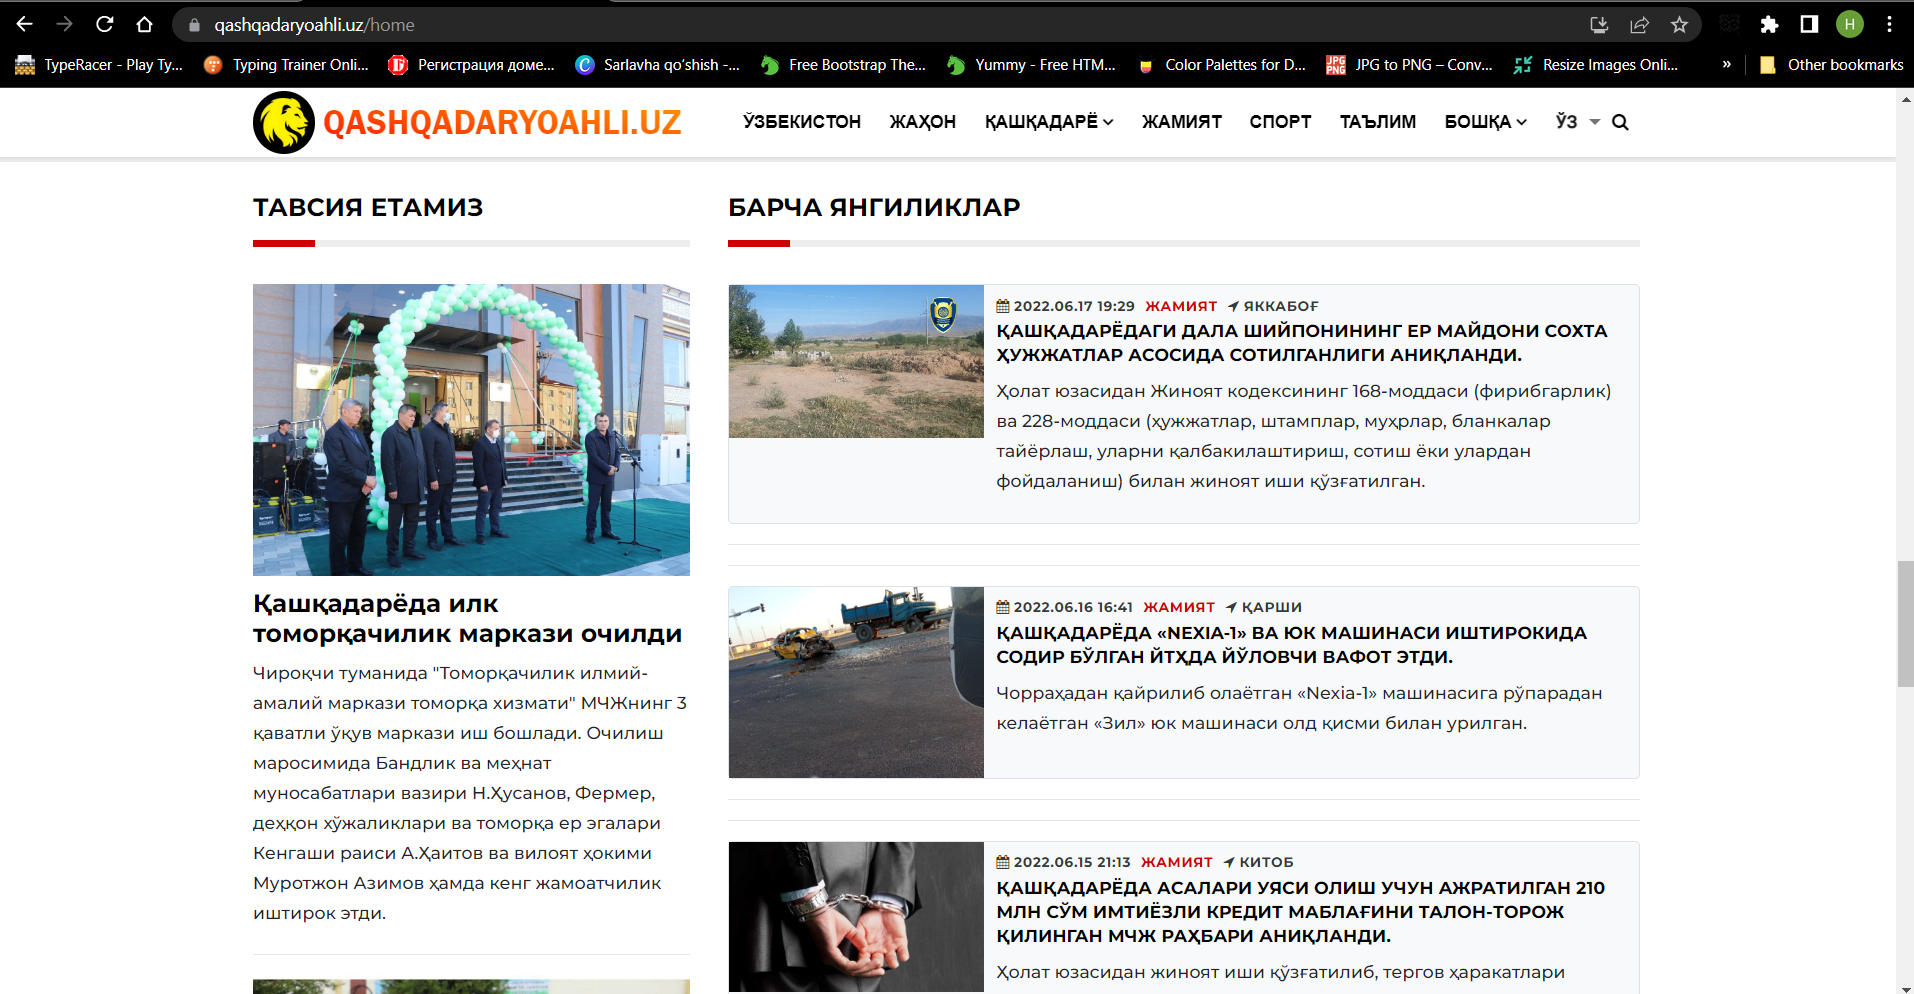 qashqadaryoahli.uz/home
H
TypeRacer - Play Ty...
Typing Trainer Onli...
Регистрация доме...
Sarlavha qo'shish -...
Free Bootstrap The...
Yummy - Free HTM...
Color Palettes for D...
JPG to PNG – Conv...
Resize Images Onli...
»
Other bookmarks
QASHQADARYOAHLI.UZ
ЎЗБЕКИСТОН ЖАҲОН ҚАШҚАДАРЁ ЖАМИЯТ СПОРТ ТАЪЛИМ БОШҚА ЎЗ
ТАВСИЯ ЕТАМИЗ
Қашқадарёда илк
томорқачилик маркази очилди
Чироқчи туманида "Томорқачилик илмий-
амалий маркази томорқа хизмати" МЧЖнинг 3
қаватли ўқув маркази иш бошлади. Очилиш
маросимида Бандлик ва меҳнат
муносабатлари вазири Н.Ҳусанов, Фермер,
деҳқон хўжаликлари ва томорқа ер эгалари
Кенгаши раиси А.Ҳаитов ва вилоят ҳокими
Муротжон Азимов ҳамда кенг жамоатчилик
иштирок этди.
БАРЧА ЯНГИЛИКЛАР
2022.06.17 19:29 ЖАМИЯТ ЯККАБОҒ
ҚАШҚАДАРЁДАГИ ДАЛА ШИЙПОНИНИНГ ЕР МАЙДОНИ СОХТА
ҲУЖЖАТЛАР АСОСИДА СОТИЛГАНЛИГИ АНИҚЛАНДИ.
Ҳолат юзасидан Жиноят кодексининг 168-моддаси (фирибгарлик)
ва 228-моддаси (ҳужжатлар, штамплар, муҳрлар, бланкалар
тайёрлаш, уларни қалбакилаштириш, сотиш ёки улардан
фойдаланиш) билан жиноят иши қўзғатилган.
2022.06.16 16:41 ЖАМИЯТ ҚАРШИ
ҚАШҚАДАРЁДА «NEXIA-1» ВА ЮК МАШИНАСИ ИШТИРОКИДА
СОДИР БЎЛГАН ЙТҲДА ЙЎЛОВЧИ ВАФОТ ЭТДИ.
Чорраҳадан қайрилиб олаётган «Nexia-1» машинасига рўпарадан
келаётган «Зил» юк машинаси олд қисми билан урилган.
2022.06.15 21:13 ЖАМИЯТ КИТОБ
ҚАШҚАДАРЁДА АСАЛАРИ УЯСИ ОЛИШ УЧУН АЖРАТИЛГАН 210
МЛН СЎМ ИМТИЁЗЛИ КРЕДИТ МАБЛАҒИНИ ТАЛОН-ТОРОЖ
ҚИЛИНГАН МЧЖ РАҲБАРИ АНИҚЛАНДИ.
Ҳолат юзасидан жиноят иши қўзғатилиб, тергов ҳаракатлари